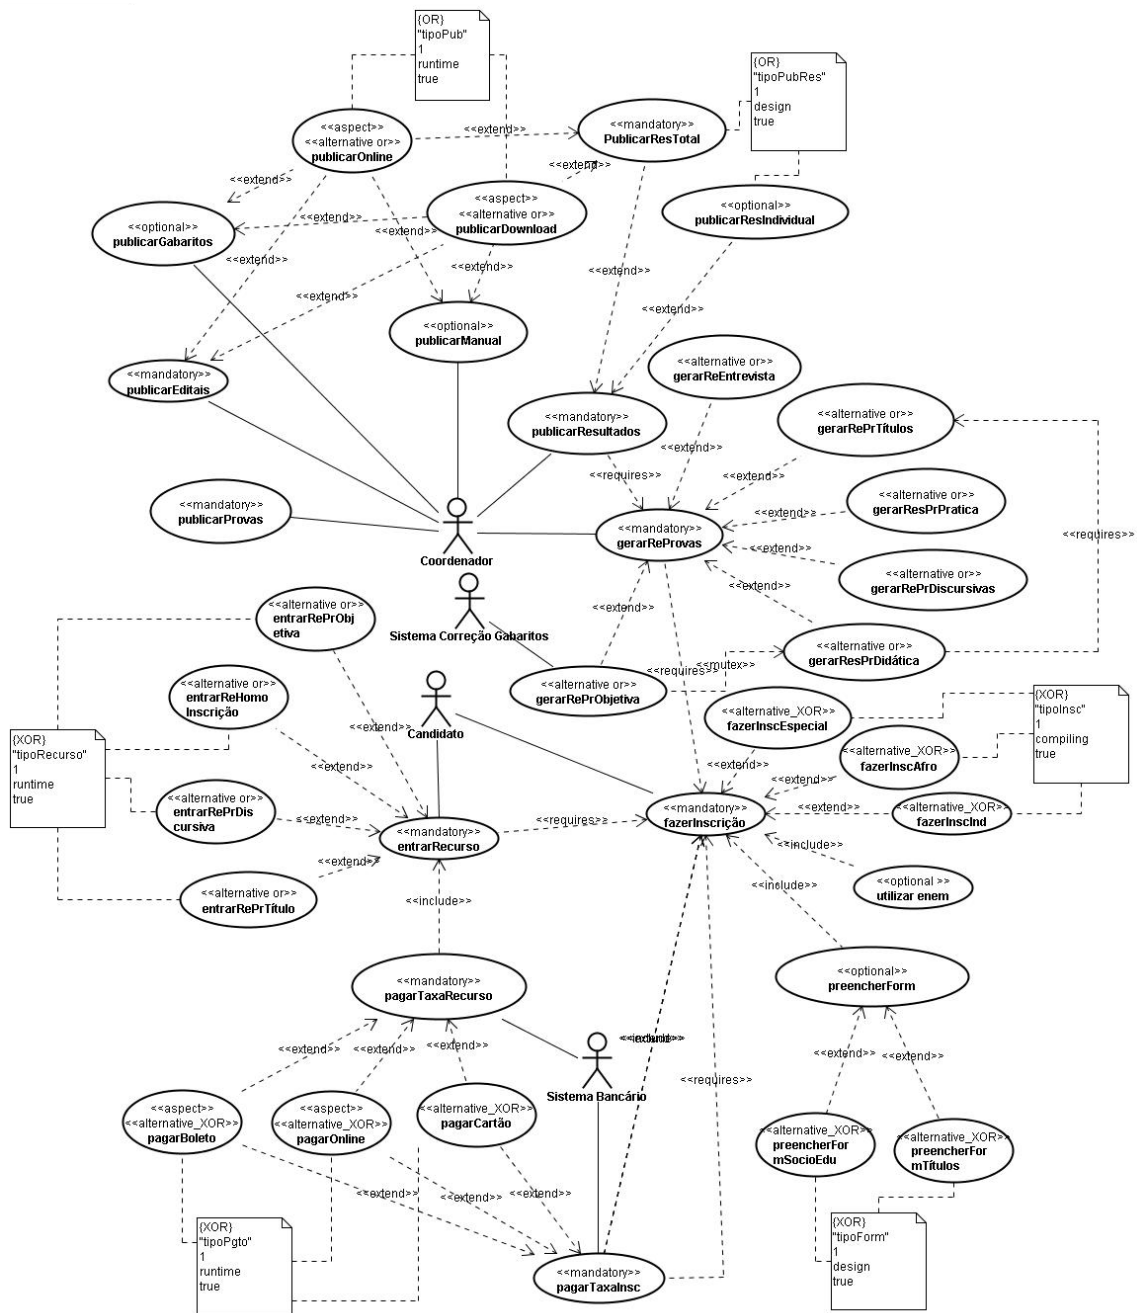 {OR}
"tipoPub"
1
runtime
true
{OR}
"tipoPubRes"
1
design
true
<<aspect>>
<<alternative or>>
publicarOnline
<<extend>>
<<mandatory>>
PublicarResTotal
<<extend>>
<<extend>>
<<aspect>>
<<alternative or>>
publicarDownload
<<optional>>
publicarResIndividual
<<optional>>
publicarGabaritos
<<extend>>
<<extend>>
<<extend>>
<<extend>>
<<extend>>
<<extend>>
<<extend>>
<<optional>>
publicarManual
<<alternative or>>
gerarReEntrevista
<<mandatory>>
publicarEditais
<<mandatory>>
publicarResultados
<<alternative or>>
gerarRePrTítulos
<<extend>>
<<requires>>
<<extend>>
<<mandatory>>
publicarProvas
<<alternative or>>
gerarResPrPratica
<<extend>>
<<mandatory>>
gerarReProvas
<<requires>>
<<extend>>
Coordenador
<<alternative or>>
gerarRePrDiscursivas
<<extend>>
<<extend>>
<<alternative or>>
entrarRePrObj
etiva
Sistema Correção Gabaritos
<<alternative or>>
gerarResPrDidática
<<requires>>
<<mutex>>
<<alternative or>>
gerarRePrObjetiva
<<alternative or>>
entrarReHomo
Inscrição
<<alternative_XOR>>
fazerInscEspecial
{XOR}
"tipoInsc"
1
compiling
true
<<extend>>
Candidato
{XOR}
"tipoRecurso"
1
runtime
true
<<extend>>
<<alternative_XOR>>
fazerInscAfro
<<extend>>
<<extend>>
<<alternative or>>
entrarRePrDis
cursiva
<<extend>>
<<mandatory>>
entrarRecurso
<<requires>>
<<mandatory>>
fazerInscrição
<<extend>>
<<alternative_XOR>>
fazerInscInd
<<extend>>
<<include>>
<<alternative or>>
entrarRePrTítulo
<<include>>
<<include>>
<<optional >>
utilizar enem
<<mandatory>>
pagarTaxaRecurso
<<optional>>
preencherForm
<<extend>>
<<extend>>
<<extend>>
<<include>>
Sistema Bancário
<<requires>>
<<extend>>
<<extend>>
<<aspect>>
<<alternative_XOR>>
pagarBoleto
<<aspect>>
<<alternative_XOR>>
pagarOnline
<<alternative_XOR>>
pagarCartão
<<alternative_XOR>>
preencherFor
mSocioEdu
<<alternative_XOR>>
preencherFor
mTítulos
<<extend>>
<<extend>>
<<extend>>
{XOR}
"tipoPgto"
1
runtime
true
{XOR}
"tipoForm"
1
design
true
<<mandatory>>
pagarTaxaInsc